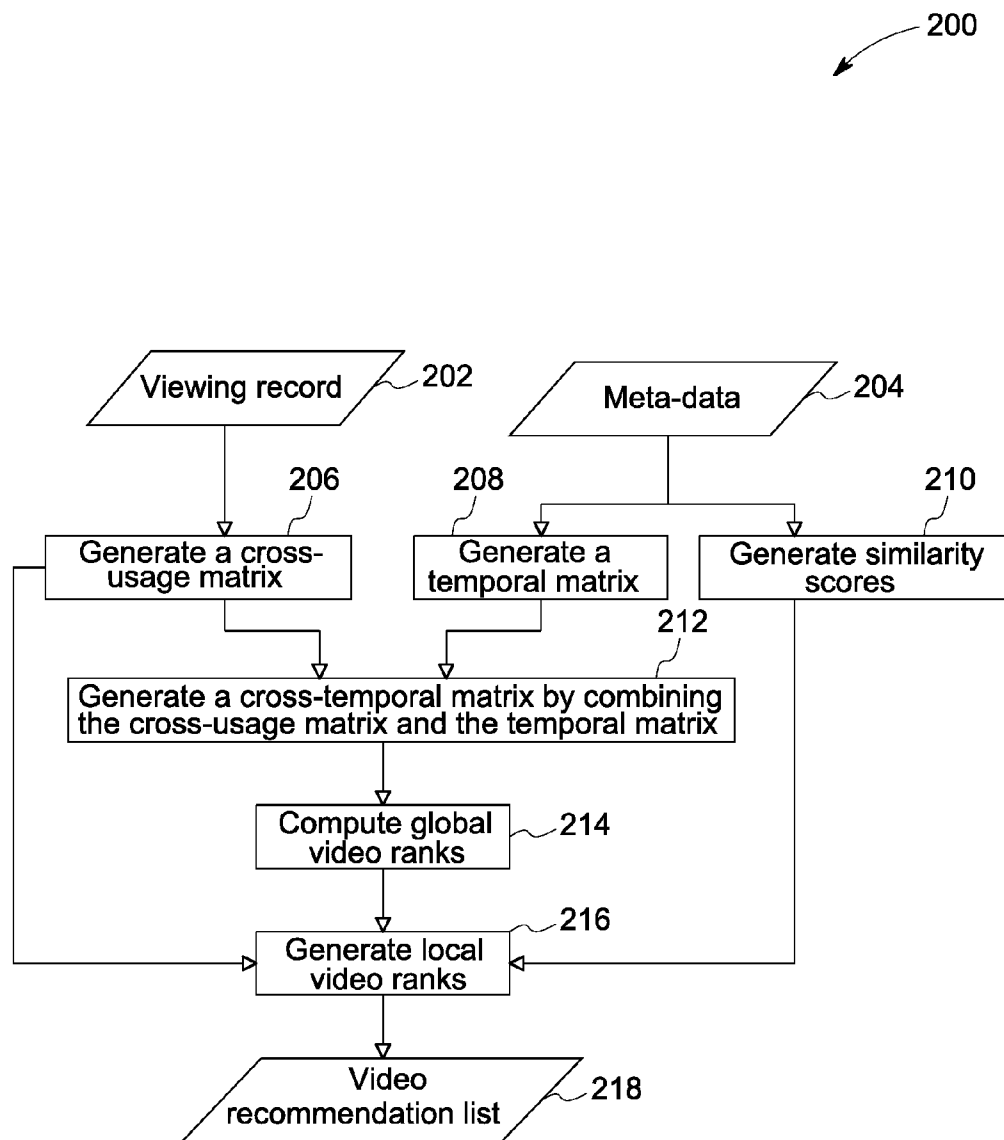 200
Viewing record
202
Meta-data
204
206
208
210
Generate a cross-
usage matrix
Generate a
temporal matrix
Generate similarity
scores
212
Generate a cross-temporal matrix by combining
the cross-usage matrix and the temporal matrix
Compute global
video ranks
214
216
Generate local
video ranks
Video
recommendation list
218